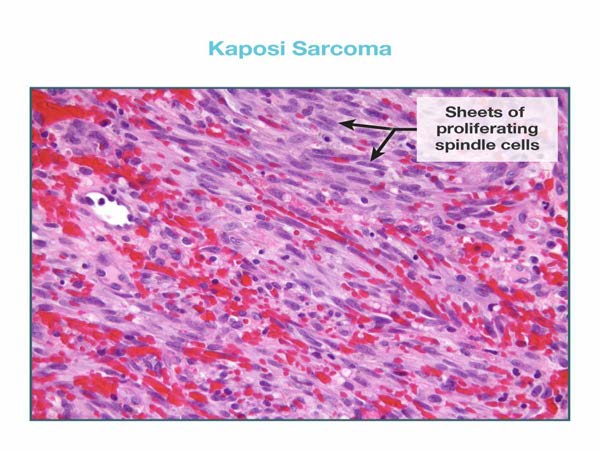 Kaposi Sarcoma
Sheets of
proliferating
spindle cells